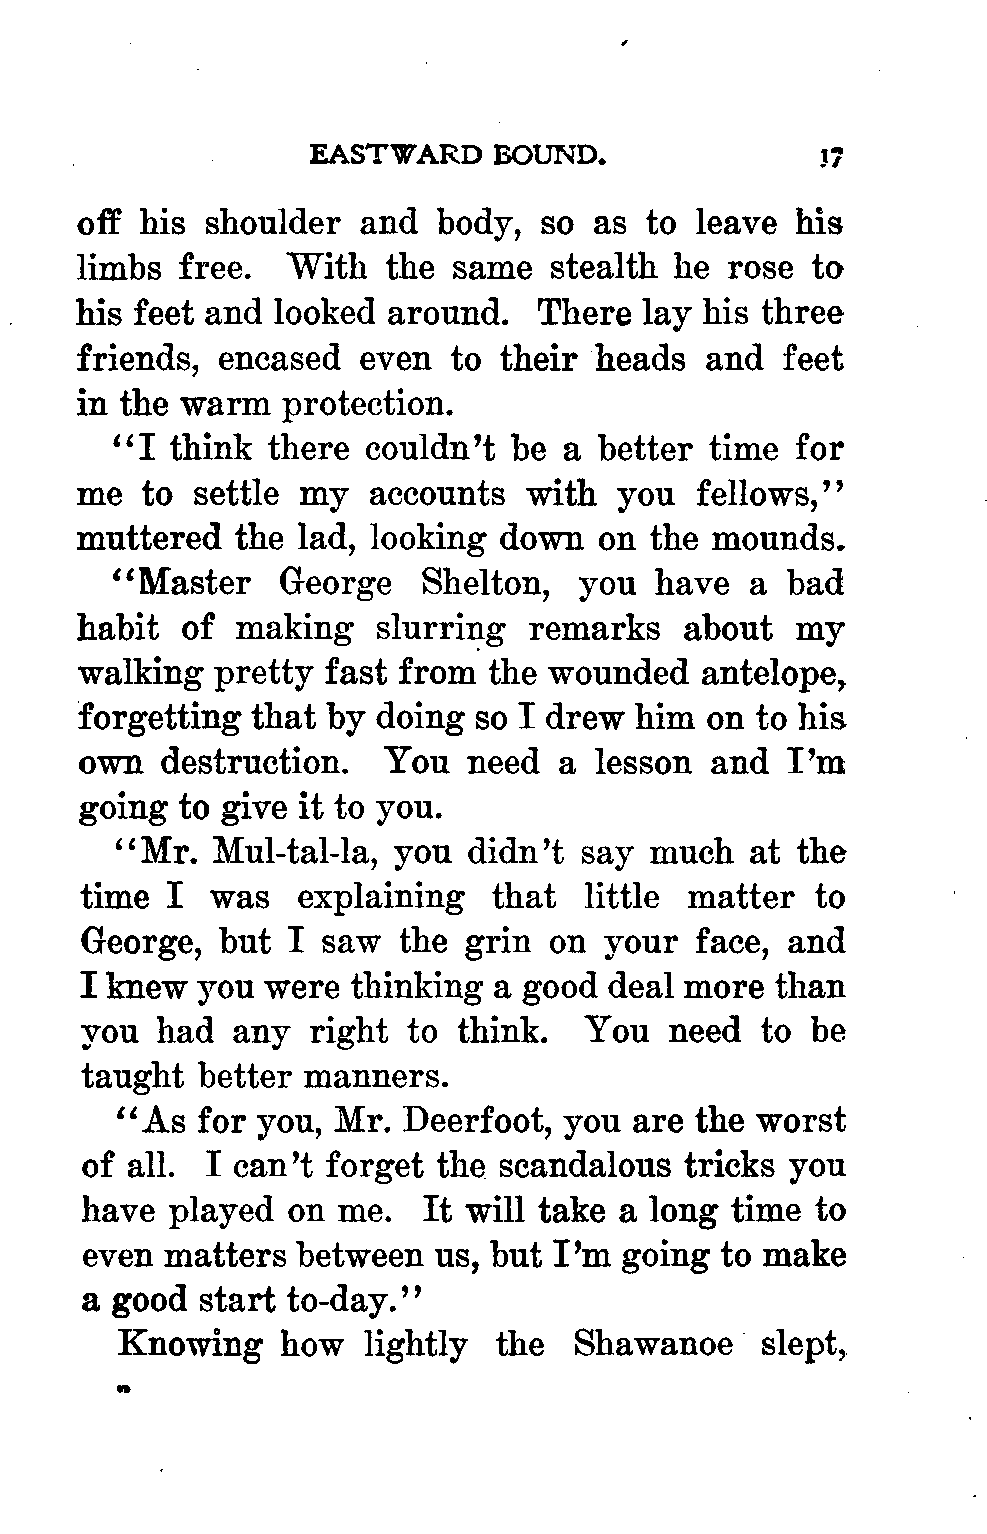 EASTWARD BOUND. 17
off his shoulder and body, so as to leave his
limbs free. With the same stealth he rose to
his feet and looked around. There lay his three
friends, encased even to their heads and feet
in the warm protection.
“I think there couldn’t be a better time for
me to settle my accounts with you fellows,”
muttered the lad, looking down on the mounds.
“Master George Shelton, you have a bad
habit of making slurring remarks about my
walking pretty fast from the wounded antelope,
forgetting that by doing so I drew him on to his
own destruction. You need a lesson and I’m
going to give it to you.
“Mr. Mul-tal-la, you didn’t say much at the
time I was explaining that little matter to
George, but I saw the grin on your face, and
I knew you were thinking a good deal more than
you had any right to think. You need to be
taught better manners.
“As for you, Mr. Deerfoot, you are the worst
of all. I can’t forget the scandalous tricks you
have played on me. It will take a long time to
even matters between us, but I’m going to make
a good start to-day.”
Knowing how lightly the Shawanoe slept,